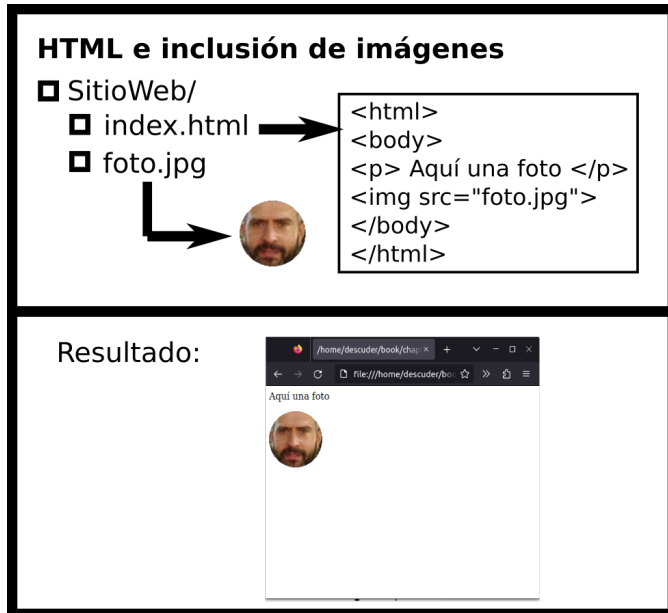 HTML e inclusión de imágenes
SitioWeb/
index.html
foto.jpg
<html>
<body>
<p> Aquí una foto </p>
<img src="foto.jpg">
</body>
</html>
Resultado:
/home/descuder/book/chap
file:///home/descuder/boo
Aquí una foto